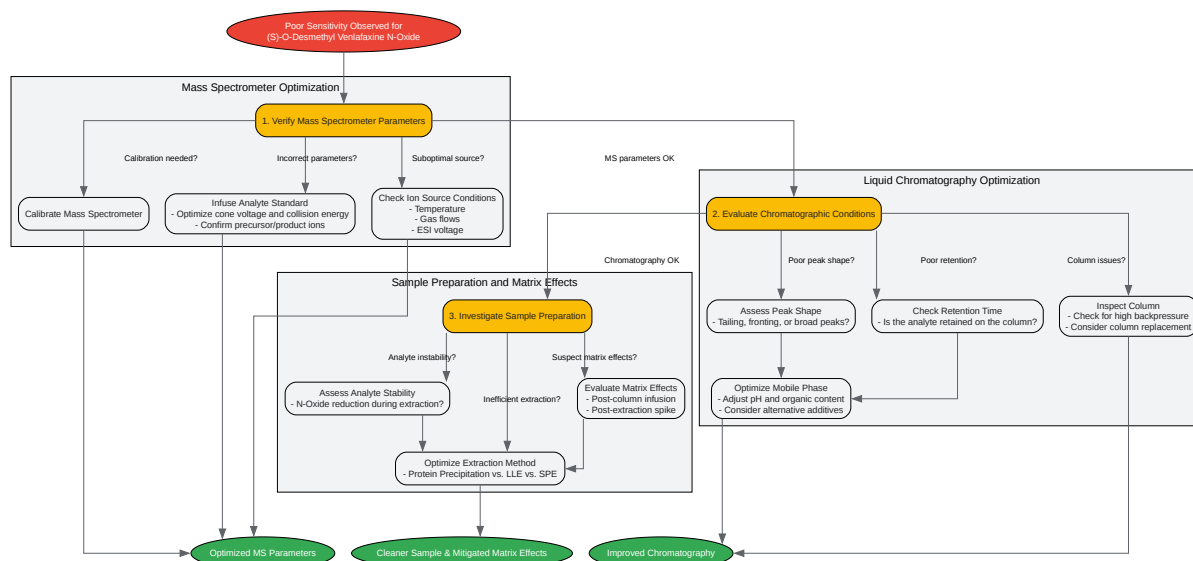 Poor Sensitivity Observed for
(S)-O-Desmethyl Venlafaxine N-Oxide
Mass Spectrometer Optimization
1. Verify Mass Spectrometer Parameters
Calibration needed?
Incorrect parameters?
Suboptimal source?
MS parameters OK
Calibrate Mass Spectrometer
Infuse Analyte Standard
- Optimize cone voltage and collision energy
- Confirm precursor/product ions
Check Ion Source Conditions
- Temperature
- Gas flows
- ESI voltage
Liquid Chromatography Optimization
2. Evaluate Chromatographic Conditions
Chromatography OK
Poor peak shape?
Poor retention?
Column issues?
Assess Peak Shape
- Tailing, fronting, or broad peaks?
Check Retention Time
- Is the analyte retained on the column?
Inspect Column
- Check for high backpressure
- Consider column replacement
Optimize Mobile Phase
- Adjust pH and organic content
- Consider alternative additives
Sample Preparation and Matrix Effects
3. Investigate Sample Preparation
Analyte instability?
Inefficient extraction?
Suspect matrix effects?
Assess Analyte Stability
- N-Oxide reduction during extraction?
Evaluate Matrix Effects
- Post-column infusion
- Post-extraction spike
Optimize Extraction Method
- Protein Precipitation vs. LLE vs. SPE
Optimized MS Parameters
Cleaner Sample & Mitigated Matrix Effects
Improved Chromatography